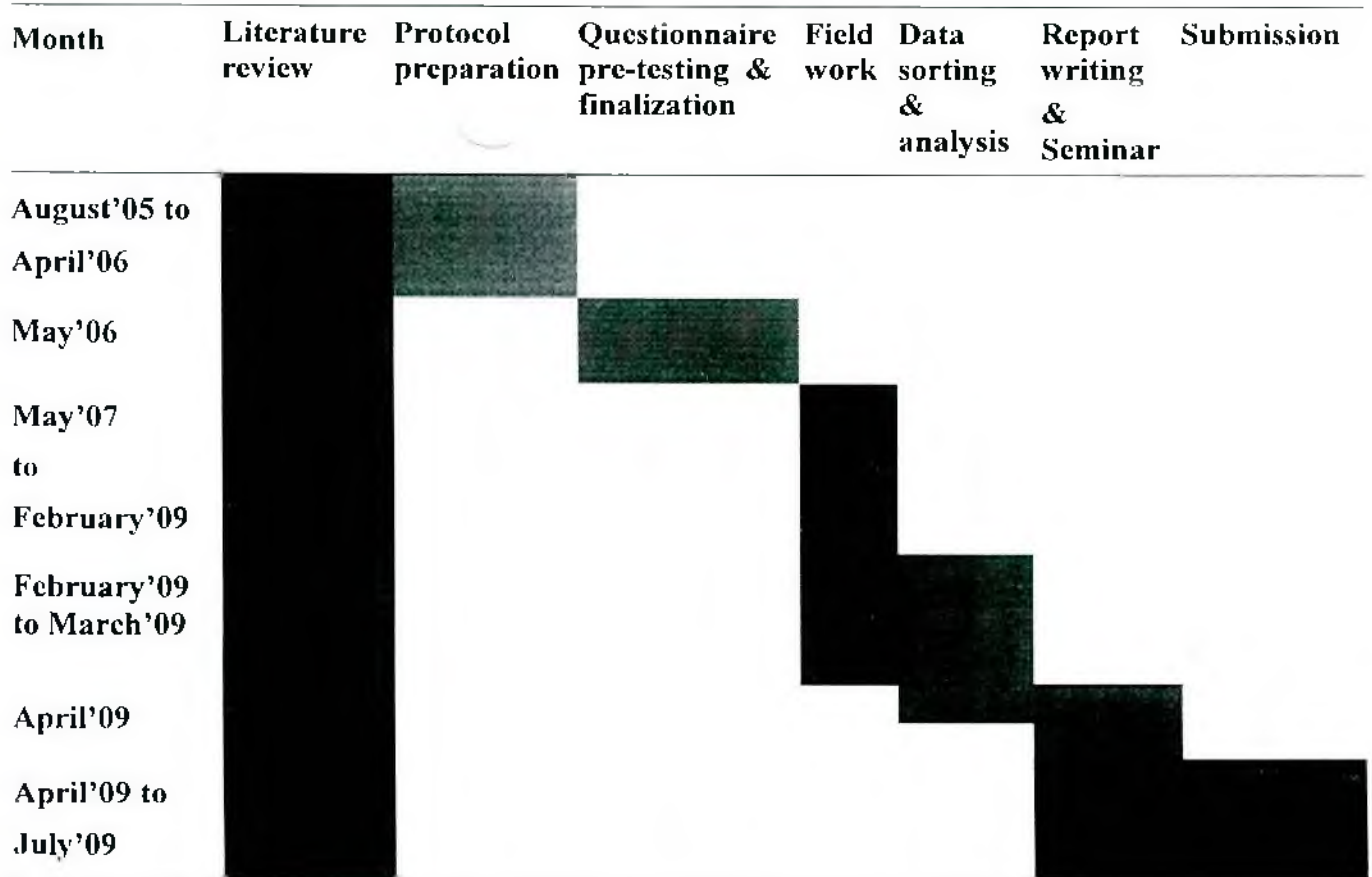 Month
Literature
review
Protocol
preparation
Questionnaire
pre-testing &
finalization
Field
work
Data
sorting
&
analysis
Report
writing
&
Seminar
Submission
August'05 to
April'06
May'06
May'07
to
February'09
February'09
to March'09
April'09
April'09 to
July'09